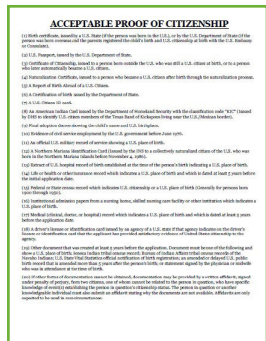 ACCEPTABLE PROOF OF CITIZENSHIP
(1) Birth certificate, issued by a U.S. State (if the person was born in the U.S.), or by the U.S. Department of State (if the
person was born overseas and the parents registered the child's birth and U.S. citizenship at birth with the U.S. Embassy
or Consulate).
(2) U.S. Passport, issued by the U.S. Department of State.
(3) Certificate of Citizenship, issued to a person born outside the U.S. who was still a U.S. citizen at birth, or to a person
who later automatically became a U.S. citizen.
(4) Naturalization Certificate, issued to a person who became a U.S. citizen after birth through the naturalization process.
(5) A Report of Birth Abroad of a U.S. Citizen.
(6) A Certification of birth issued by the Department of State.
(7) A U.S. Citizen ID card.
(8) An American Indian Card issued by the Department of Homeland Security with the classification code "KIC" (Issued
by DHS to identify U.S. citizen members of the Texas Band of Kickapoos living near the U.S./Mexican border).
(9) Final adoption decree showing the child's name and U.S. birthplace.
(10) Evidence of civil service employment by the U.S. government before June 1976.
(11) An official U.S. military record of service showing a U.S. place of birth.
(12) A Northern Mariana Identification Card (Issued by the INS to a collectively naturalized citizen of the U.S. who was
born in the Northern Mariana Islands before November 4, 1986).
(13) Extract of U.S. hospital record of birth established at the time of the person's birth indicating a U.S. place of birth.
(14) Life or health or other insurance record which indicates a U.S. place of birth and which is dated at least 5 years before
the initial application date.
(15) Federal or State census record which indicates U.S. citizenship or a U.S. place of birth (Generally for persons born
1900 through 1950).
(16) Institutional admission papers from a nursing home, skilled nursing care facility or other institution which indicates a
U.S. place of birth.
(17) Medical (clinical, doctor, or hospital) record which indicates a U.S. place of birth and which is dated at least 5 years
before the application date.
(18) A driver's license or identification card issued by an agency of a U.S. State if that agency indicates on the driver's
license or identification card that the applicant has provided satisfactory evidence of United States citizenship to the
agency.
(19) Other document that was created at least 5 years before the application. Document must be one of the following and
show a U.S. place of birth: Seneca Indian tribal census record; Bureau of Indian Affairs tribal census records of the
Navaho Indians; U.S. State Vital Statistics official notification of birth registration; an amended or delayed U.S. public
birth record that is amended more than 5 years after the person's birth; or statement signed by the physician or midwife
who was in attendance at the time of birth.
(20) If other forms of documentation cannot be obtained, documentation may be provided by a written affidavit, signed
under penalty of perjury, from two citizens, one of whom cannot be related to the person in question, who have specific
knowledge of event(s) establishing the person in question's citizenship status. The person in question or another
knowledgeable individual must also submit an affidavit stating why the documents are not available. Affidavits are only
expected to be used in rare circumstances.